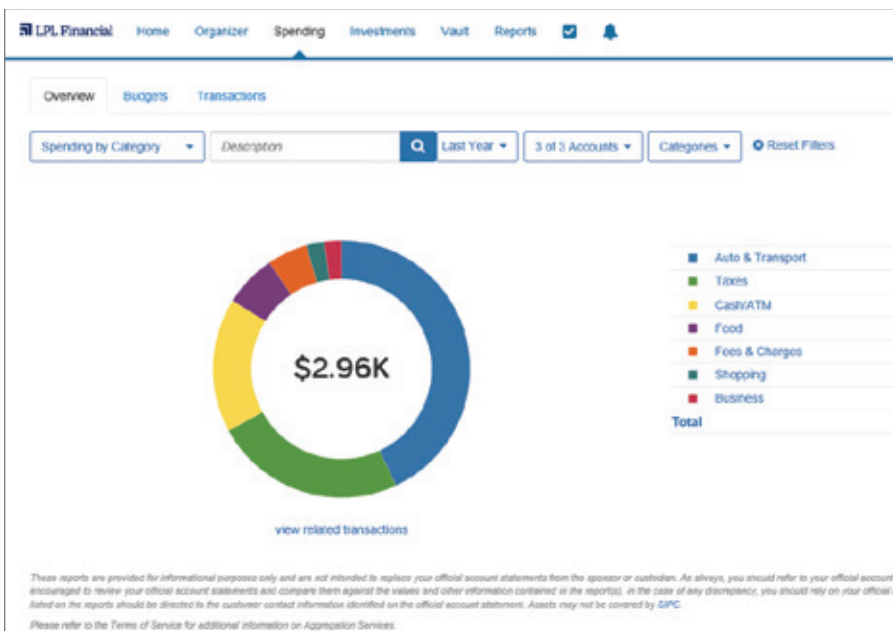 LPL Financial Home Organizer Spending Investments Vault Reports
Overview Budgets Transactions
Spending by Category Description Last Year 3 of 3 Accounts Categories Reset Filters
$2.96K
Auto & Transport
Taxes
Cash/ATM
Food
Fees & Charges
Shopping
Business
Total
view related transactions
These reports are provided for informational purposes only and are not intended to replace your official account statements from the sponsor or custodian. As always, you should refer to your official account
encouraged to review your official account statements and compare them against the values and other information contained in the report(s). In the case of any discrepancy, you should rely on your official
listed on the reports should be directed to the customer contact information identified on the official account statement. Assets may not be covered by SIPC.
Please refer to the Terms of Service for additional information on Aggregation Services.